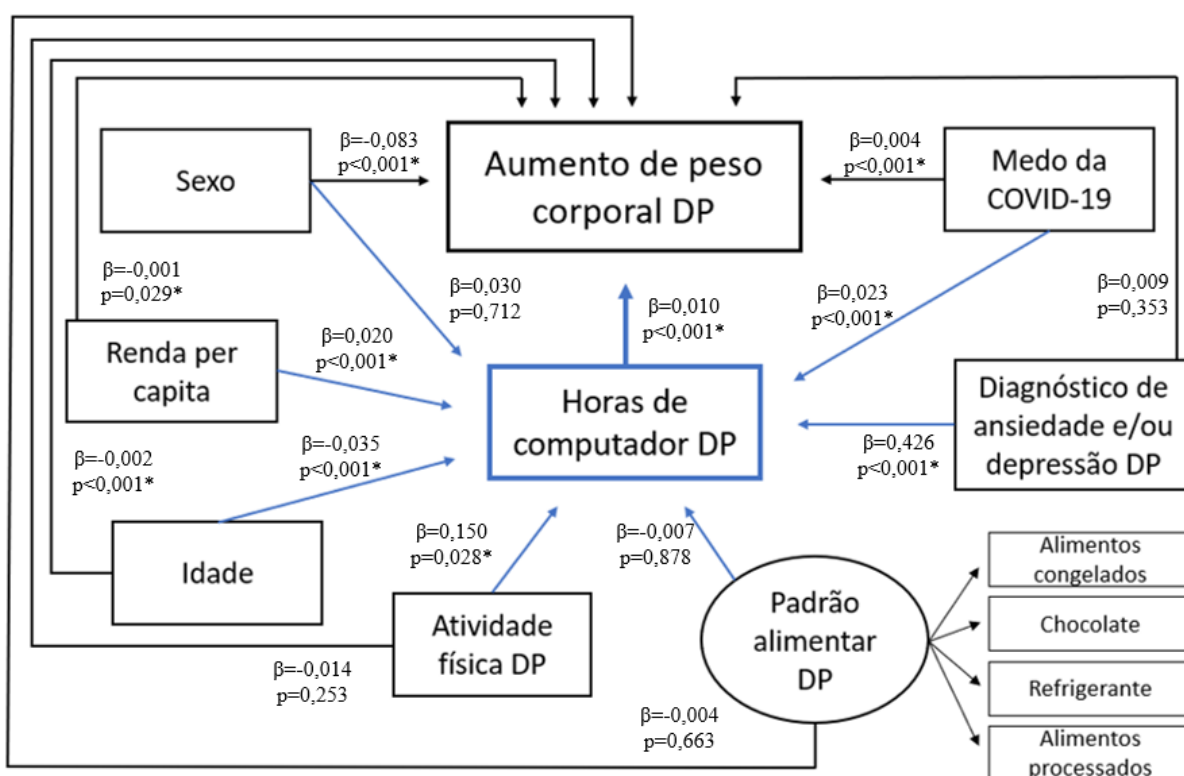 β=-0,083
p<0,001*
Sexo
Aumento de peso
corporal DP
β=0,004
p<0,001*
Medo da
COVID-19
β=-0,001
p=0,029*
β=0,030
p=0,712
β=0,010
p<0,001*
β=0,023
p<0,001*
β=0,009
p=0,353
Renda per
capita
β=0,020
p<0,001*
Horas de
computador DP
Diagnóstico de
ansiedade e/ou
depressão DP
β=-0,002
p<0,001*
β=-0,035
p<0,001*
β=0,426
p<0,001*
Idade
β=0,150
p=0,028*
β=-0,007
p=0,878
Atividade
física DP
β=-0,014
p=0,253
Padrão
alimentar
DP
β=-0,004
p=0,663
Alimentos
congelados
Chocolate
Refrigerante
Alimentos
processados